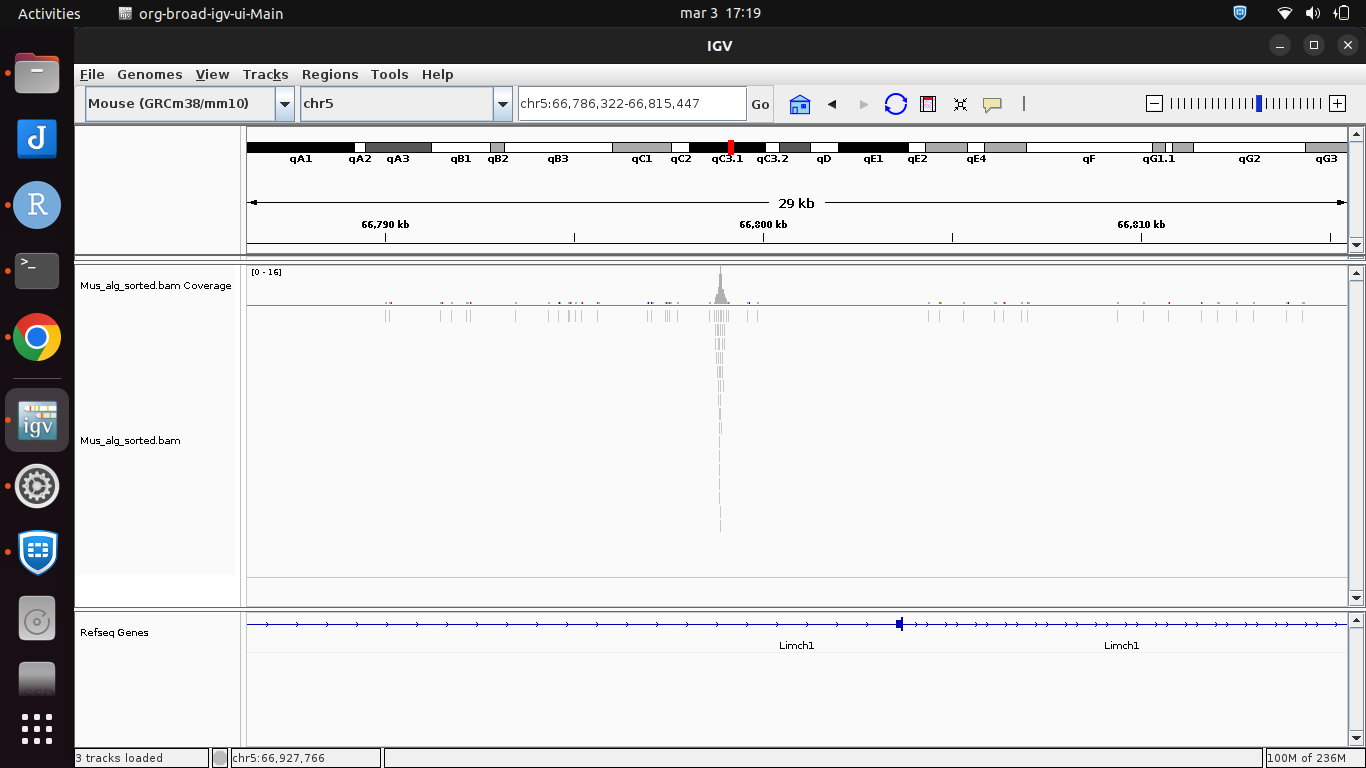 Activities org-broad-igv-ui-Main mar 3 17:19
IGV
File Genomes View Tracks Regions Tools Help
Mouse (GRCm38/mm10) chr5 chr5:66,786,322-66,815,447 Go
qA1 qA2 qA3 qB1 qB2 qB3 qC1 qC2 qC3.1 qC3.2 qD qE1 qE2 qE4 qF qG1.1 qG2 qG3
29 kb
66,790 kb 66,800 kb 66,810 kb
[0 - 16]
Mus_alg_sorted.bam Coverage
Mus_alg_sorted.bam
Refseq Genes
Limch1 Limch1
3 tracks loaded chr5:66,927,766 100M of 236M
J
R
>_
igv